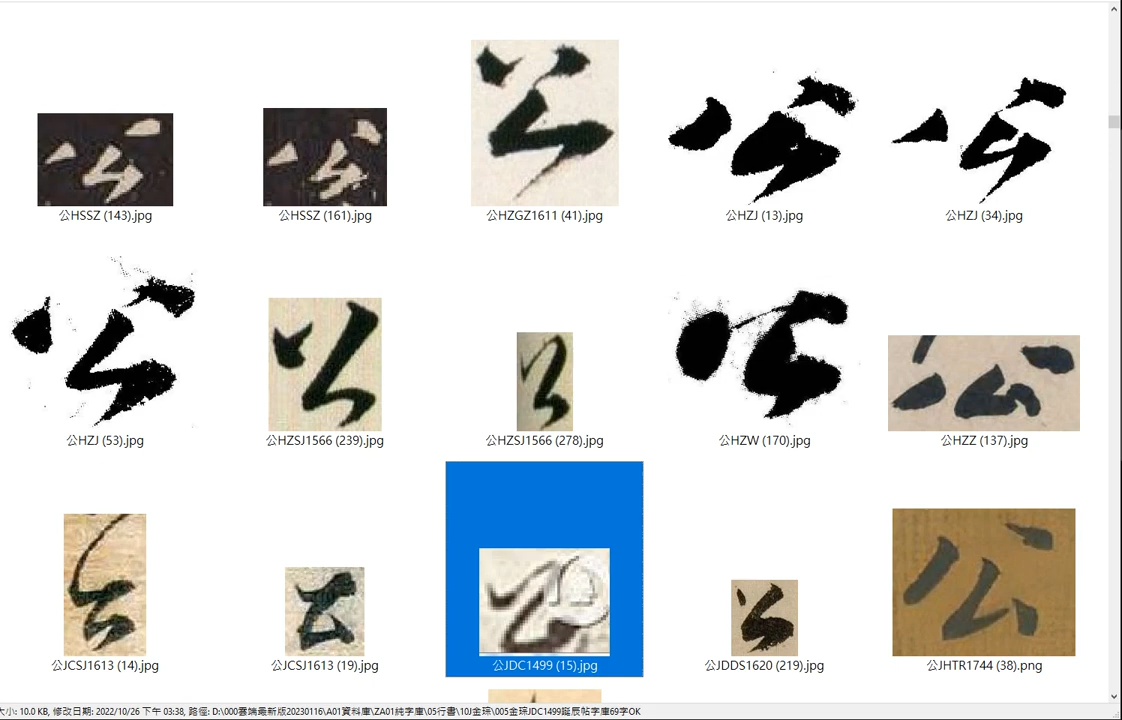 公HSSZ (143).jpg 公HSSZ (161).jpg 公HZGZ1611 (41).jpg 公HZJ (13).jpg 公HZJ (34).jpg
公HZJ (53).jpg 公HZSJ1566 (239).jpg 公HZSJ1566 (278).jpg 公HZW (170).jpg 公HZZ (137).jpg
公JCSJ1613 (14).jpg 公JCSJ1613 (19).jpg 公JDC1499 (15).jpg 公JDDS1620 (219).jpg 公JHTR1744 (38).png
大小: 10.0 KB, 修改日期: 2022/10/26 下午 03:38, 路徑: D:\000書端最新版20230116\A01資料庫\ZA01純字庫\05行書\10J金琮\005金琮JDC1499誕辰帖字庫69字OK